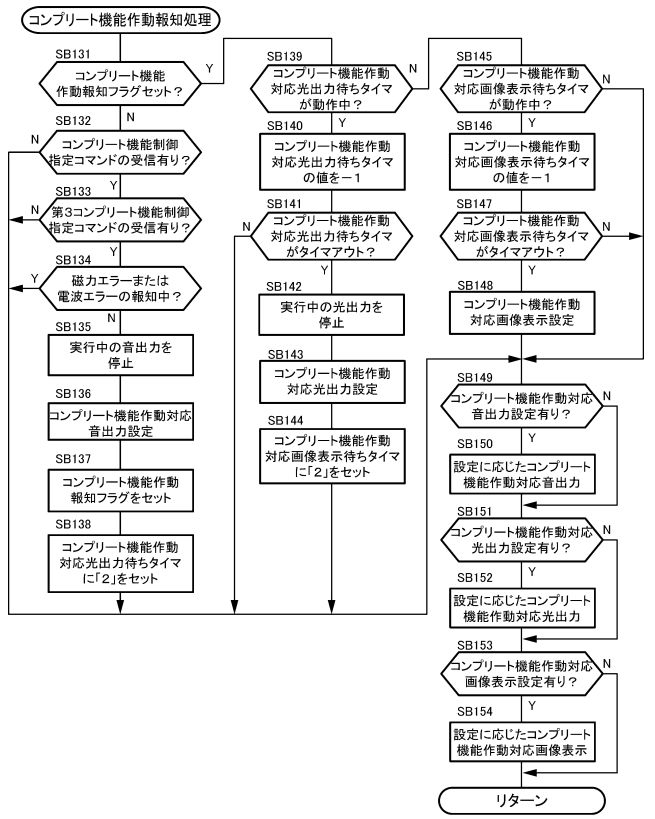 コンプリート機能作動報知処理
SB131
コンプリート機能
作動報知フラグセット？
Y
N
SB132
コンプリート機能制御
指定コマンドの受信有り？
N
Y
SB133
第3コンプリート機能制御
指定コマンドの受信有り？
N
Y
SB134
磁力エラーまたは
電波エラーの報知中？
Y
N
SB135
実行中の音出力を
停止
SB136
コンプリート機能作動対応
音出力設定
SB137
コンプリート機能作動
報知フラグをセット
SB138
コンプリート機能作動
対応光出力待ちタイマ
に「2」をセット
SB139
コンプリート機能作動
対応光出力待ちタイマ
が動作中？
N
Y
SB140
コンプリート機能作動
対応光出力待ちタイマ
の値を－1
SB141
コンプリート機能作動
対応光出力待ちタイマ
がタイマアウト？
N
Y
SB142
実行中の光出力を
停止
SB143
コンプリート機能作動
対応光出力設定
SB144
コンプリート機能作動
対応画像表示待ちタイマ
に「2」をセット
SB145
コンプリート機能作動
対応画像表示待ちタイマ
が動作中？
N
Y
SB146
コンプリート機能作動
対応画像表示待ちタイマ
の値を－1
SB147
コンプリート機能作動
対応画像表示待ちタイマ
がタイマアウト？
N
Y
SB148
コンプリート機能作動
対応画像表示設定
SB149
コンプリート機能作動対応
音出力設定有り？
N
Y
SB150
設定に応じたコンプリート
機能作動対応音出力
SB151
コンプリート機能作動対応
光出力設定有り？
N
Y
SB152
設定に応じたコンプリート
機能作動対応光出力
SB153
コンプリート機能作動対応
画像表示設定有り？
N
Y
SB154
設定に応じたコンプリート
機能作動対応画像表示
リターン